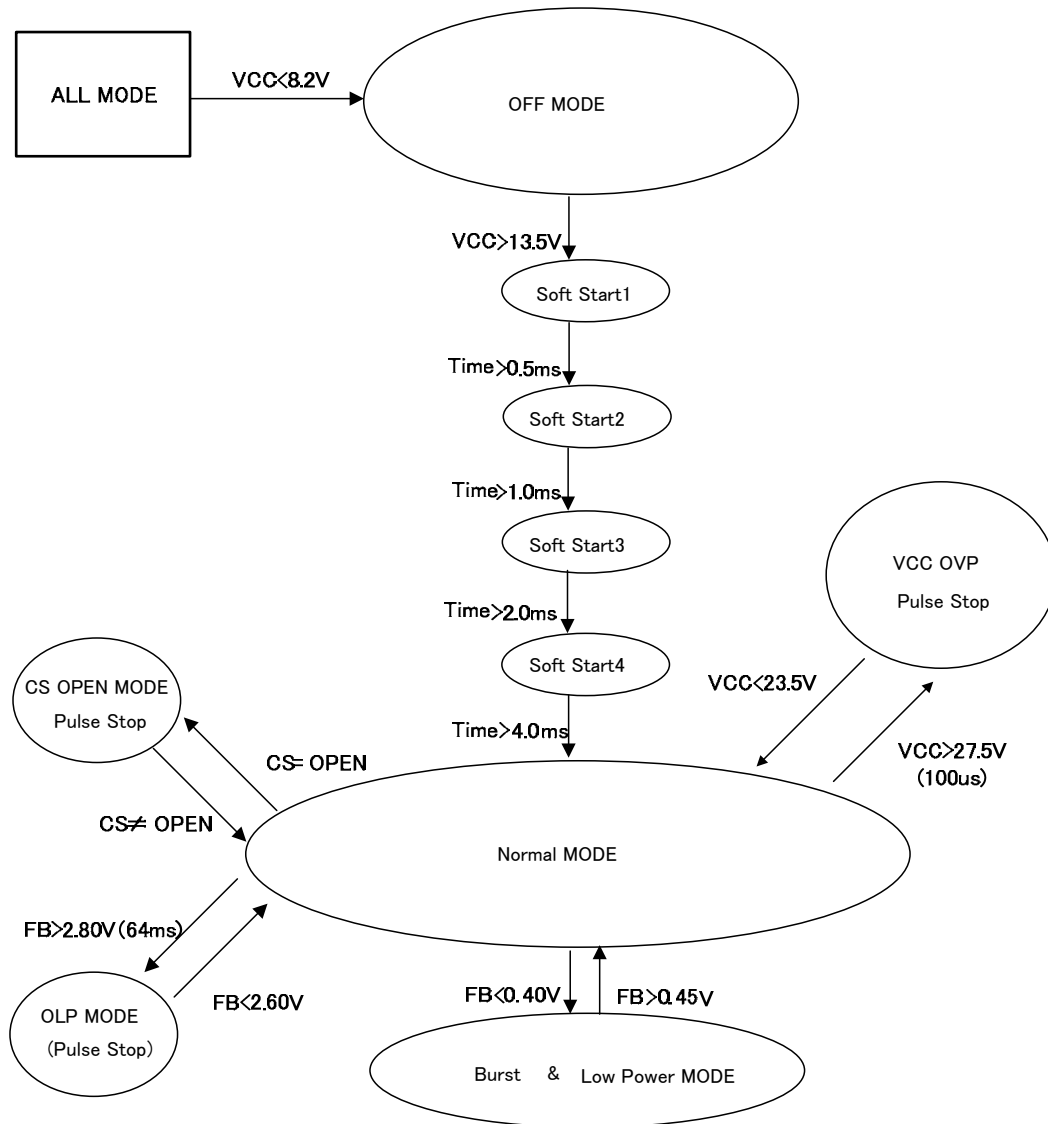 ALL MODE
VCC<8.2V
OFF MODE
VCC>13.5V
Soft Start1
Time>0.5ms
Soft Start2
Time>1.0ms
Soft Start3
Time>2.0ms
Soft Start4
Time>4.0ms
VCC OVP
Pulse Stop
VCC<23.5V
VCC>27.5V
(100us)
CS OPEN MODE
Pulse Stop
CS= OPEN
CS≠ OPEN
Normal MODE
FB>2.80V(64ms)
FB<2.60V
OLP MODE
(Pulse Stop)
FB<0.40V
FB>0.45V
Burst & Low Power MODE